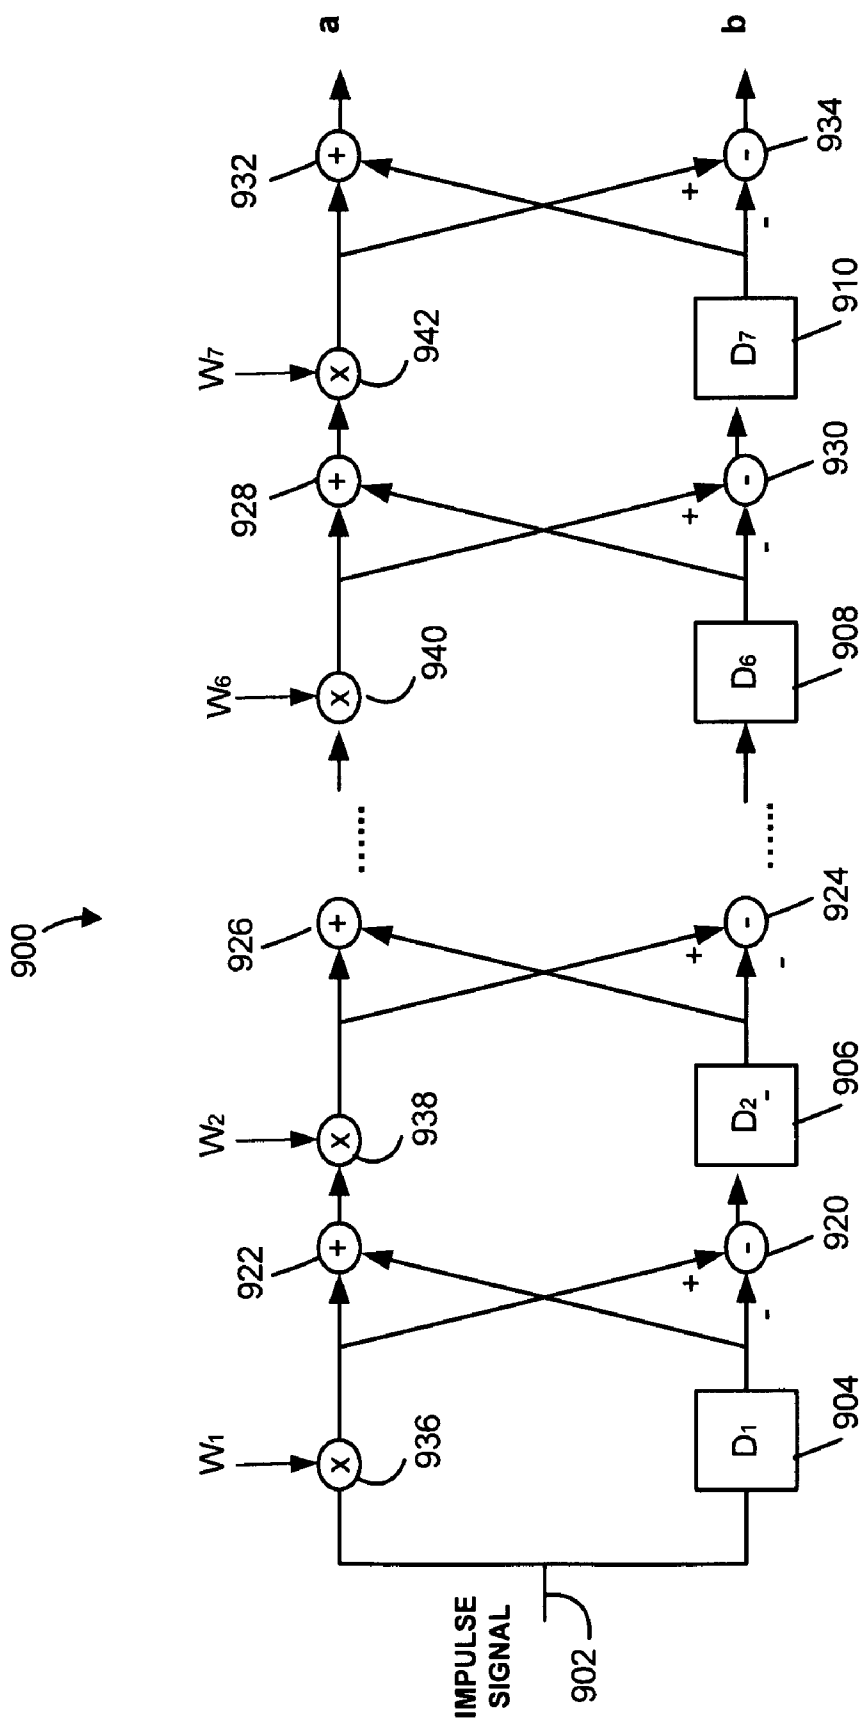 900
a
b
932
934
W7
942
D7
910
928
930
+
-
W6
940
D6
908
......
......
926
924
+
-
W2
938
D2
-
906
922
920
+
-
W1
936
D1
904
IMPULSE
SIGNAL
902
+
-
+
-
+
-
+
-
+
-
X
X
X
X